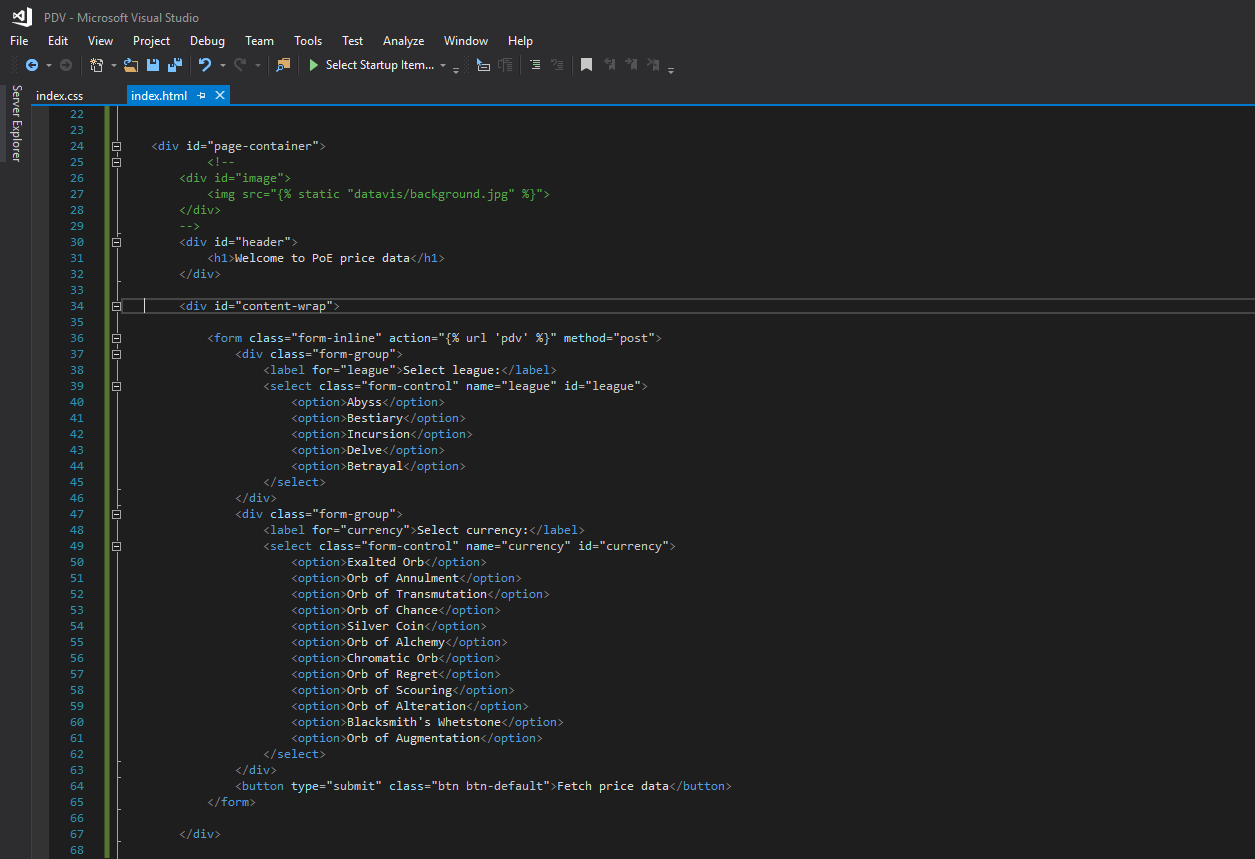 PDV - Microsoft Visual Studio
File Edit View Project Debug Team Tools Test Analyze Window Help
Select Startup Item...
Server Explorer
index.css index.html
22
23
24 <div id="page-container">
25 <!--
26 <div id="image">
27 <img src="{% static "datavis/background.jpg" %}">
28 </div>
29 -->
30 <div id="header">
31 <h1>Welcome to PoE price data</h1>
32 </div>
33
34 <div id="content-wrap">
35
36 <form class="form-inline" action="{% url 'pdv' %}" method="post">
37 <div class="form-group">
38 <label for="league">Select league:</label>
39 <select class="form-control" name="league" id="league">
40 <option>Abyss</option>
41 <option>Bestiary</option>
42 <option>Incursion</option>
43 <option>Delve</option>
44 <option>Betrayal</option>
45 </select>
46 </div>
47 <div class="form-group">
48 <label for="currency">Select currency:</label>
49 <select class="form-control" name="currency" id="currency">
50 <option>Exalted Orb</option>
51 <option>Orb of Annulment</option>
52 <option>Orb of Transmutation</option>
53 <option>Orb of Chance</option>
54 <option>Silver Coin</option>
55 <option>Orb of Alchemy</option>
56 <option>Chromatic Orb</option>
57 <option>Orb of Regret</option>
58 <option>Orb of Scouring</option>
59 <option>Orb of Alteration</option>
60 <option>Blacksmith's Whetstone</option>
61 <option>Orb of Augmentation</option>
62 </select>
63 </div>
64 <button type="submit" class="btn btn-default">Fetch price data</button>
65 </form>
66
67 </div>
68